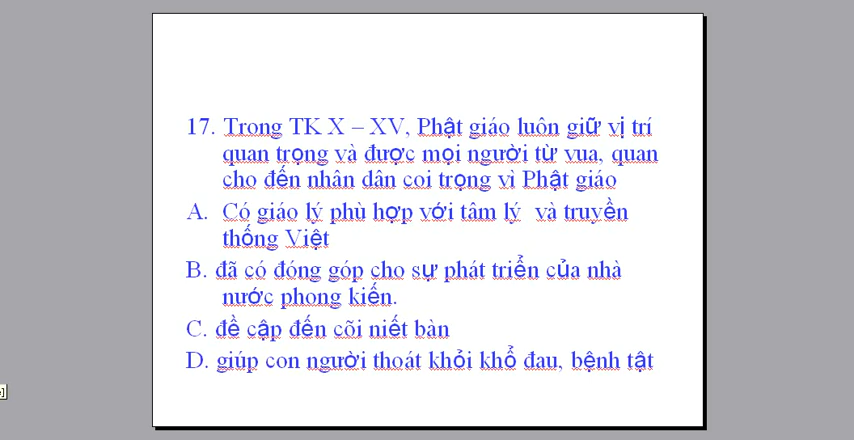 17. Trong TK X – XV, Phật giáo luôn giữ vị trí
quan trọng và được mọi người từ vua, quan
cho đến nhân dân coi trọng vì Phật giáo
A. Có giáo lý phù hợp với tâm lý và truyền
thống Việt
B. đã có đóng góp cho sự phát triển của nhà
nước phong kiến.
C. đề cập đến cõi niết bàn
D. giúp con người thoát khỏi khổ đau, bệnh tật